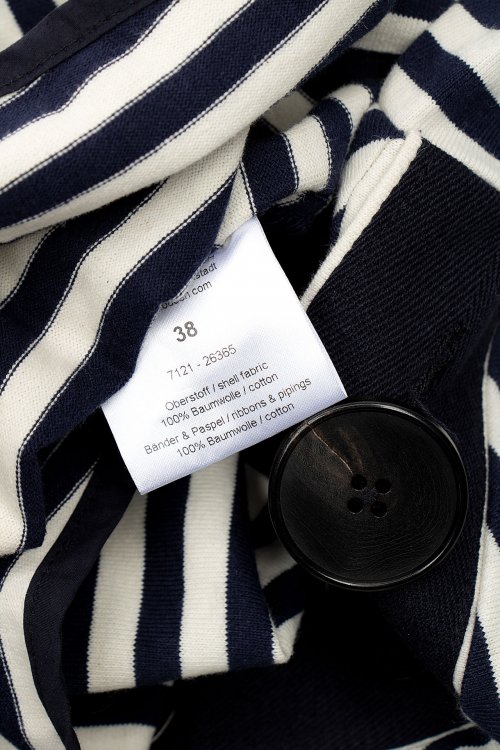 38
7121 - 26365
Oberstoff / shell fabric
100% Baumwolle / cotton
Bänder & Paspel / ribbons & pipings
100% Baumwolle / cotton